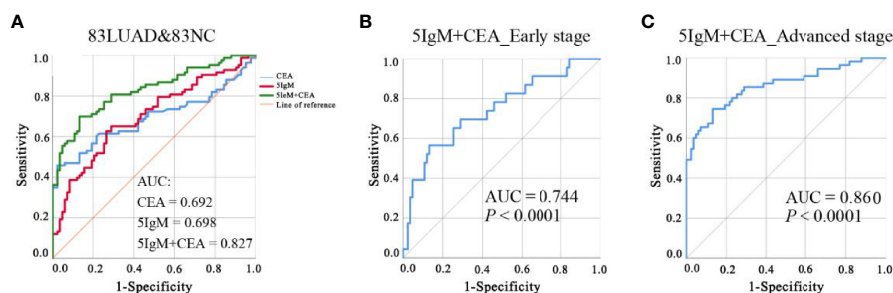 A
83LUAD&83NC
1.0
0.8
0.6
0.4
0.2
0.0
Sensitivity
CEA
5IgM
5leM+CEA
Line of reference
AUC:
CEA = 0.692
5IgM = 0.698
5IgM+CEA = 0.827
0.0 0.2 0.4 0.6 0.8 1.0
1-Specificity
B
5IgM+CEA_Early stage
1.0
0.8
0.6
0.4
0.2
0.0
Sensitivity
AUC = 0.744
P < 0.0001
0.0 0.2 0.4 0.6 0.8 1.0
1-Specificity
C
5IgM+CEA_Advanced stage
1.0
0.8
0.6
0.4
0.2
0.0
Sensitivity
AUC = 0.860
P < 0.0001
0.0 0.2 0.4 0.6 0.8 1.0
1-Specificity